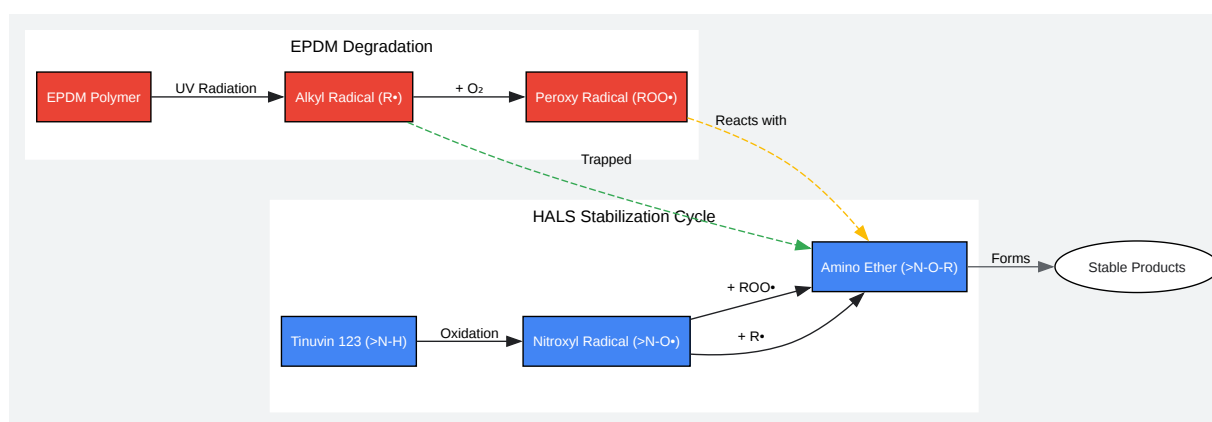 EPDM Degradation
EPDM Polymer
UV Radiation
Alkyl Radical (R•)
+ O₂
Peroxy Radical (ROO•)
Reacts with
Trapped
HALS Stabilization Cycle
Amino Ether (>N-O-R)
Forms
Stable Products
+ ROO•
+ R•
Tinuvin 123 (>N-H)
Oxidation
Nitroxyl Radical (>N-O•)